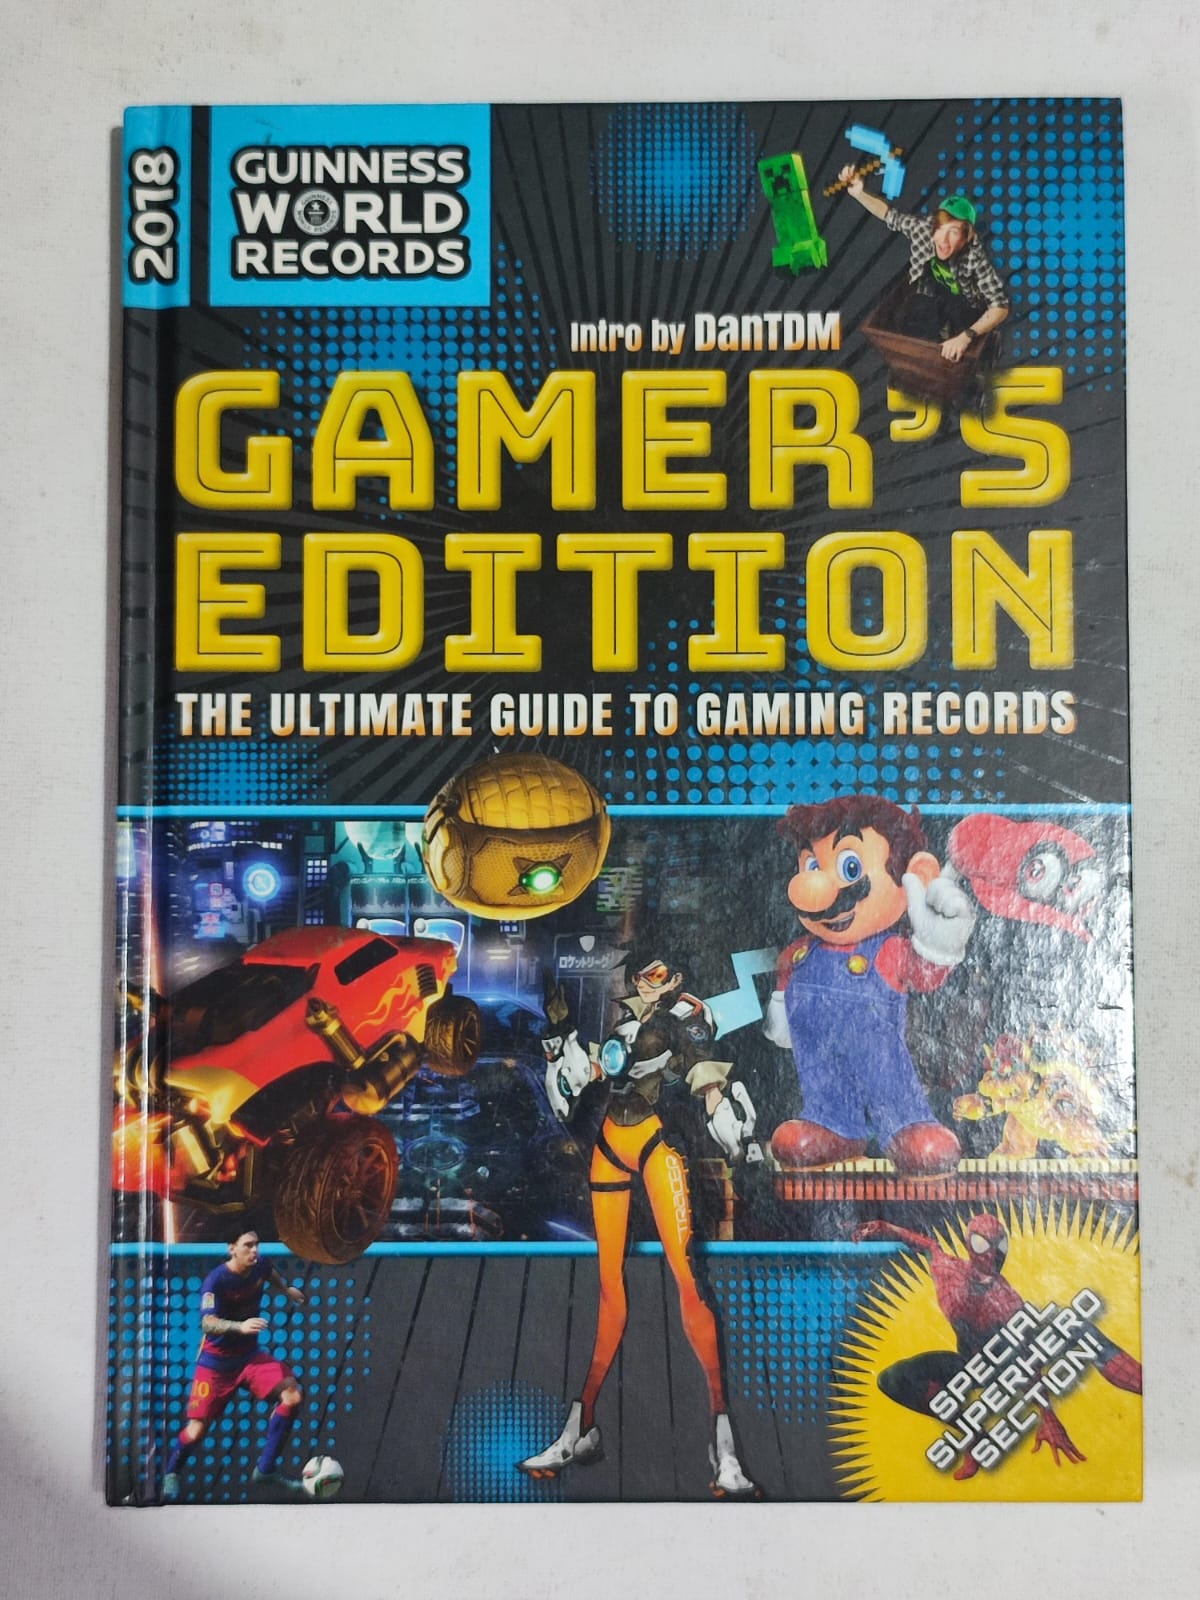 2018
GUINNESS
WORLD
RECORDS
Intro by DanTDM
GAMER'S
EDITION
THE ULTIMATE GUIDE TO GAMING RECORDS
ロケットリーグ
TRACER
10
SPECIAL
SUPERHERO
SECTION!